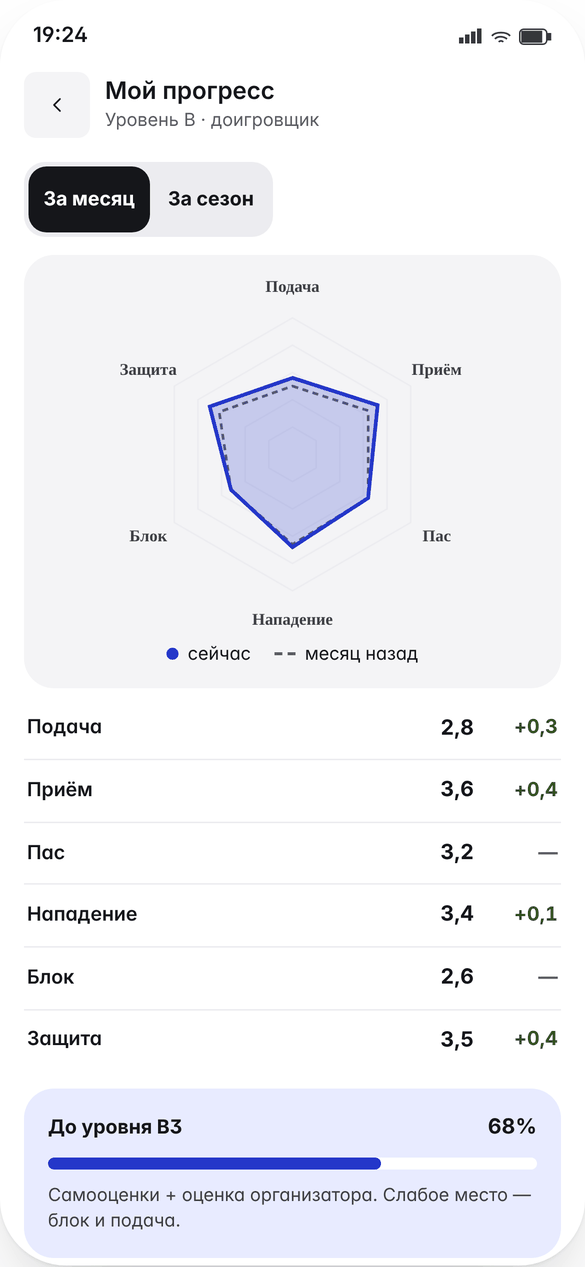 19:24
Мой прогресс
Уровень B · доигровщик
За месяц За сезон
Подача
Защита Приём
Блок Пас
Нападение
сейчас месяц назад
Подача 2,8 +0,3
Приём 3,6 +0,4
Пас 3,2 —
Нападение 3,4 +0,1
Блок 2,6 —
Защита 3,5 +0,4
До уровня B3 68%
Самооценки + оценка организатора. Слабое место —
блок и подача.